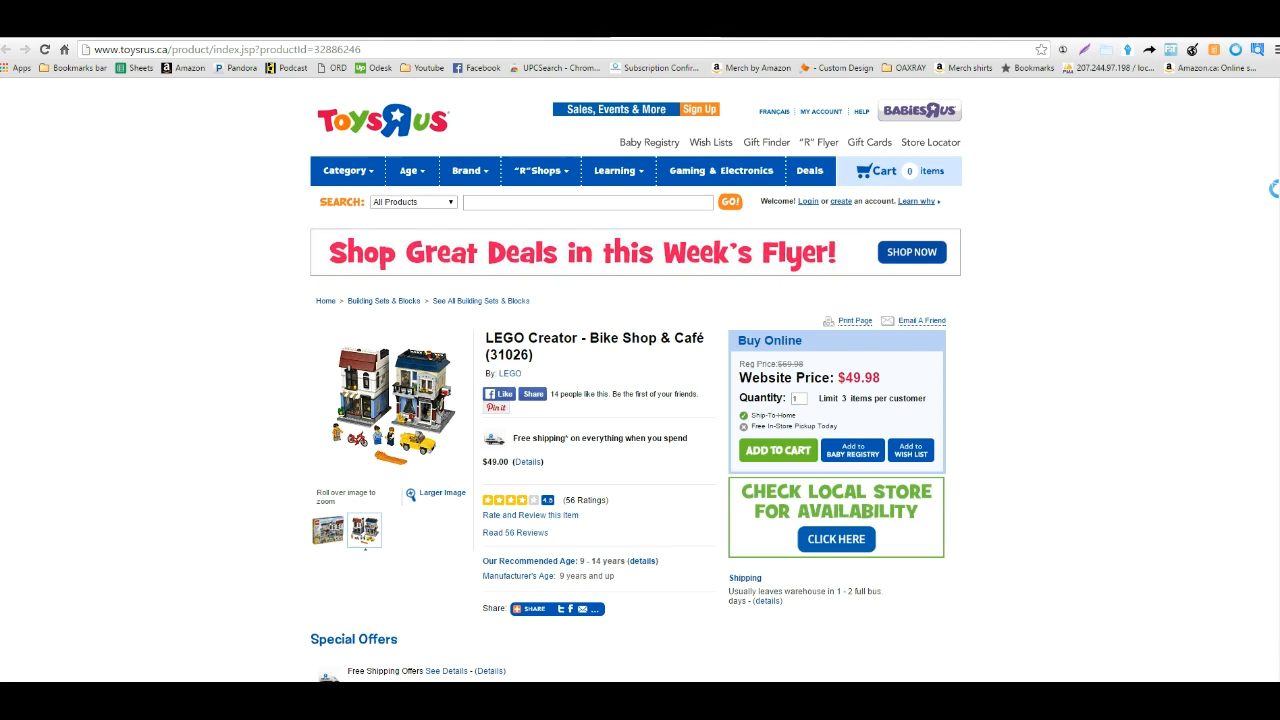 www.toysrus.ca/product/index.jsp?productId=32886246
Apps Bookmarks bar Sheets Amazon Pandora Podcast ORD Odesk Youtube Facebook UPCSearch - Chrom... Subscription Confir... Merch by Amazon - Custom Design OAXRAY Merch shirts Bookmarks 207.244.97.198 / loc... Amazon.ca: Online s...
Toys R Us
Sales, Events & More Sign Up
FRANÇAIS MY ACCOUNT HELP BABIES R US
Baby Registry Wish Lists Gift Finder "R" Flyer Gift Cards Store Locator
Category Age Brand "R"Shops Learning Gaming & Electronics Deals Cart 0 items
SEARCH: All Products GO! Welcome! Login or create an account. Learn why
Shop Great Deals in this Week's Flyer! SHOP NOW
Home > Building Sets & Blocks > See All Building Sets & Blocks
Print Page Email A Friend
LEGO Creator - Bike Shop & Café
(31026)
By: LEGO
Like Share 14 people like this. Be the first of your friends.
Pin it
Free shipping* on everything when you spend
$49.00 (Details)
4.5 (56 Ratings)
Rate and Review this item
Read 56 Reviews
Our Recommended Age: 9 - 14 years (details)
Manufacturer's Age: 9 years and up
Share: SHARE ...
Roll over image to
zoom
Larger Image
Buy Online
Reg Price:$69.98
Website Price: $49.98
Quantity: 1 Limit 3 items per customer
Ship-To-Home
Free In-Store Pickup Today
ADD TO CART Add to BABY REGISTRY Add to WISH LIST
CHECK LOCAL STORE
FOR AVAILABILITY
CLICK HERE
Shipping
Usually leaves warehouse in 1 - 2 full bus.
days - (details)
Special Offers
Free Shipping Offers See Details - (Details)